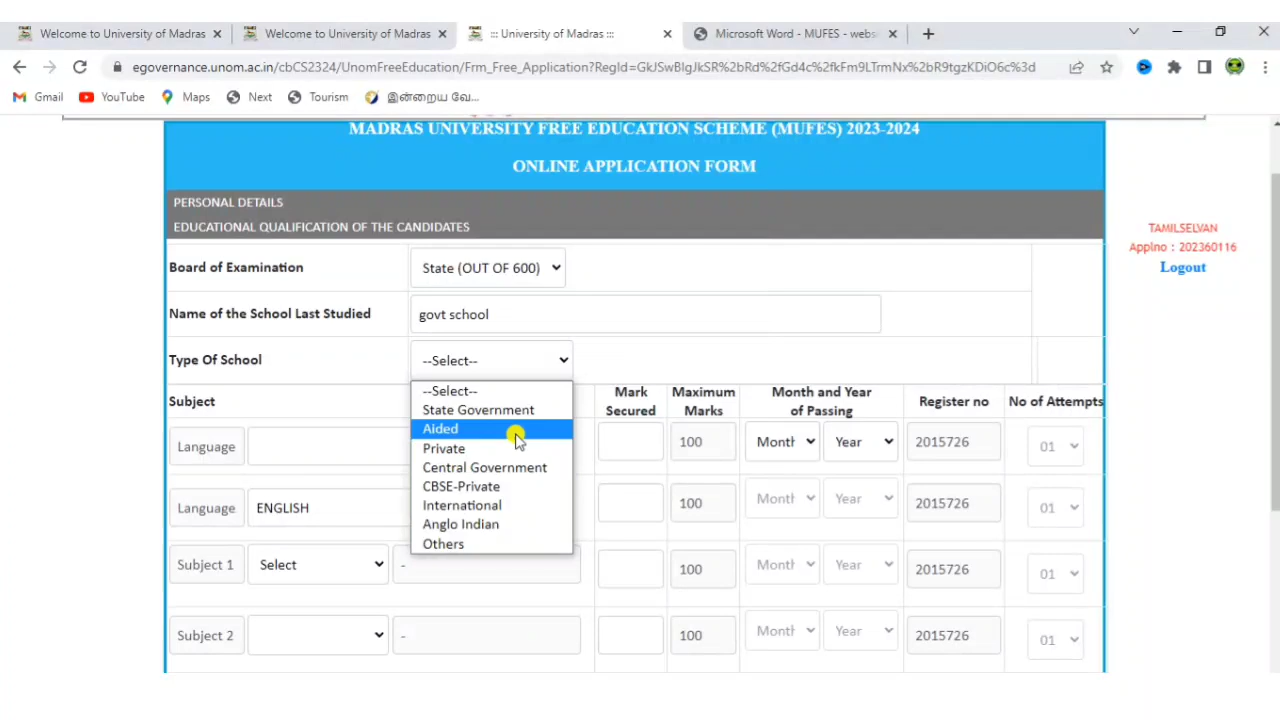 Welcome to University of Madras
Welcome to University of Madras
::: University of Madras :::
Microsoft Word - MUFES - webs
egovernance.unom.ac.in/cbCS2324/UnomFreeEducation/Frm_Free_Application?RegId=GkJSwBIgJkSR%2bRd%2fGd4c%2fkFm9LTrmNx%2bR9tgzKDiO6c%3d
Gmail YouTube Maps Next Tourism இன்றைய வே...
MADRAS UNIVERSITY FREE EDUCATION SCHEME (MUFES) 2023-2024
ONLINE APPLICATION FORM
PERSONAL DETAILS
EDUCATIONAL QUALIFICATION OF THE CANDIDATES
TAMILSELVAN
Applno : 202360116
Logout
Board of Examination State (OUT OF 600)
Name of the School Last Studied govt school
Type Of School --Select--
--Select--
State Government
Aided
Private
Central Government
CBSE-Private
International
Anglo Indian
Others
Subject Mark Secured Maximum Marks Month and Year of Passing Register no No of Attempts
Language 100 Month Year 2015726 01
Language ENGLISH 100 Month Year 2015726 01
Subject 1 Select - 100 Month Year 2015726 01
Subject 2 - 100 Month Year 2015726 01